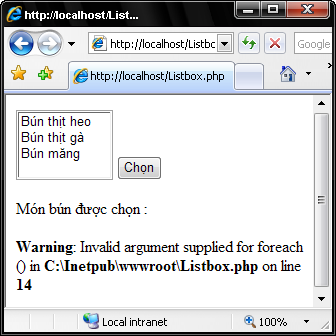 http://localhost/List...
http://localhost/Listbc
Google
http://localhost/Listbox.php
Bún thịt heo
Bún thịt gà
Bún măng
Chọn
Món bún được chọn :
Warning: Invalid argument supplied for foreach
() in C:\Inetpub\wwwroot\Listbox.php on line
14
Local intranet
100%